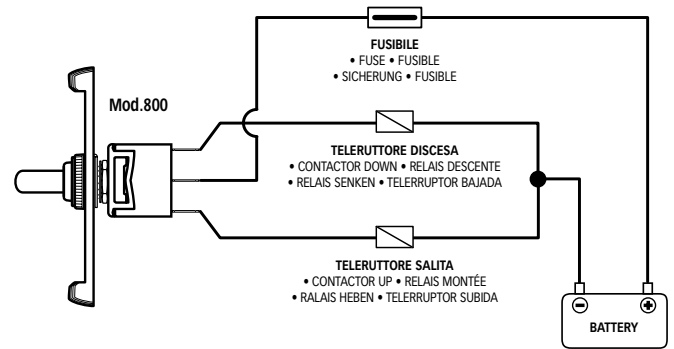 FUSIBILE
• FUSE • FUSIBLE
• SICHERUNG • FUSIBLE
Mod.800
TELERUTTORE DISCESA
• CONTACTOR DOWN • RELAIS DESCENTE
• RELAIS SENKEN • TELERRUPTOR BAJADA
TELERUTTORE SALITA
• CONTACTOR UP • RELAIS MONTÉE
• RALAIS HEBEN • TELERRUPTOR SUBIDA
− +
BATTERY